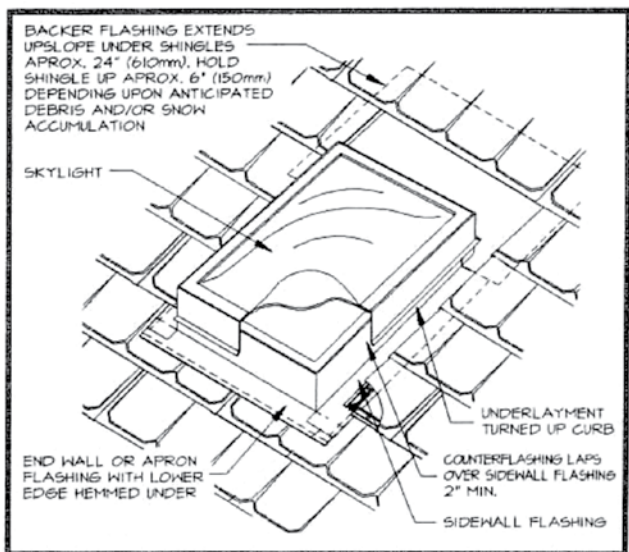 BACKER FLASHING EXTENDS
UPSLOPE UNDER SHINGLES
APROX. 24" (610mm). HOLD
SHINGLE UP APROX. 6" (150mm)
DEPENDING UPON ANTICIPATED
DEBRIS AND/OR SNOW
ACCUMULATION
SKYLIGHT
UNDERLAYMENT
TURNED UP CURB
END WALL OR APRON
FLASHING WITH LOWER
EDGE HEMMED UNDER
COUNTERFLASHING LAPS
OVER SIDEWALL FLASHING
2" MIN.
SIDEWALL FLASHING